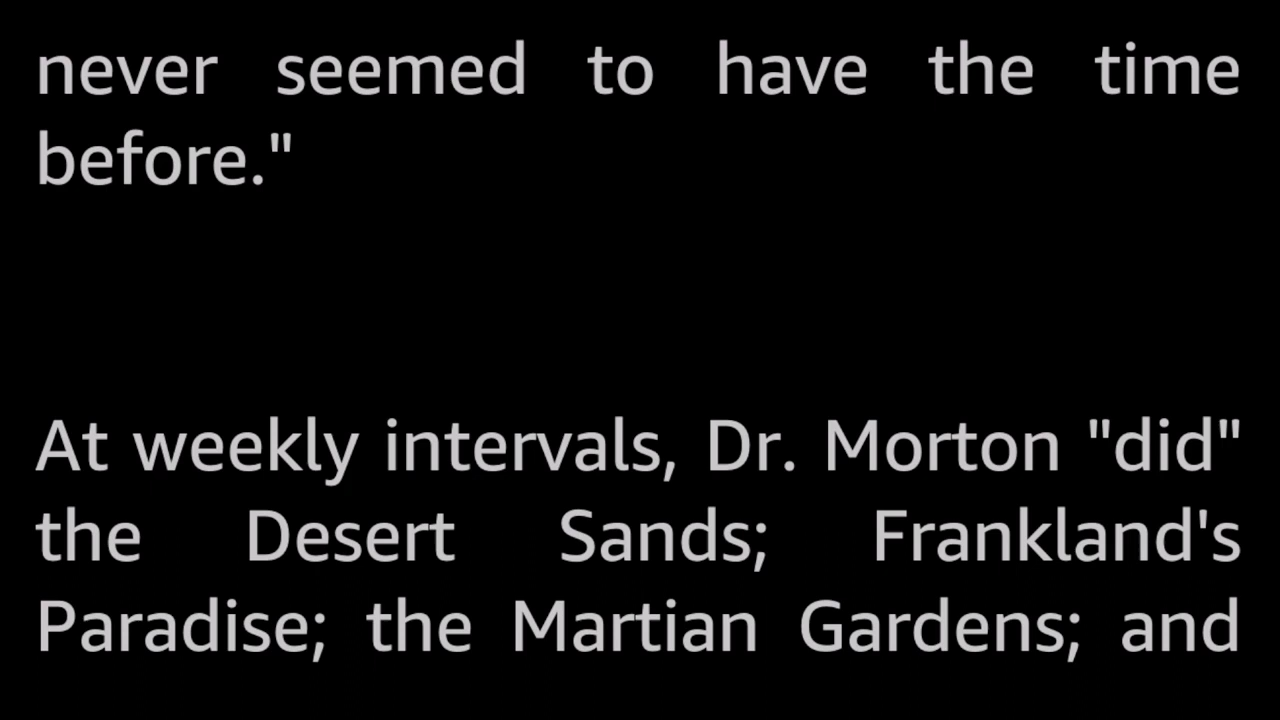 never seemed to have the time
before."
At weekly intervals, Dr. Morton "did"
the Desert Sands; Frankland's
Paradise; the Martian Gardens; and